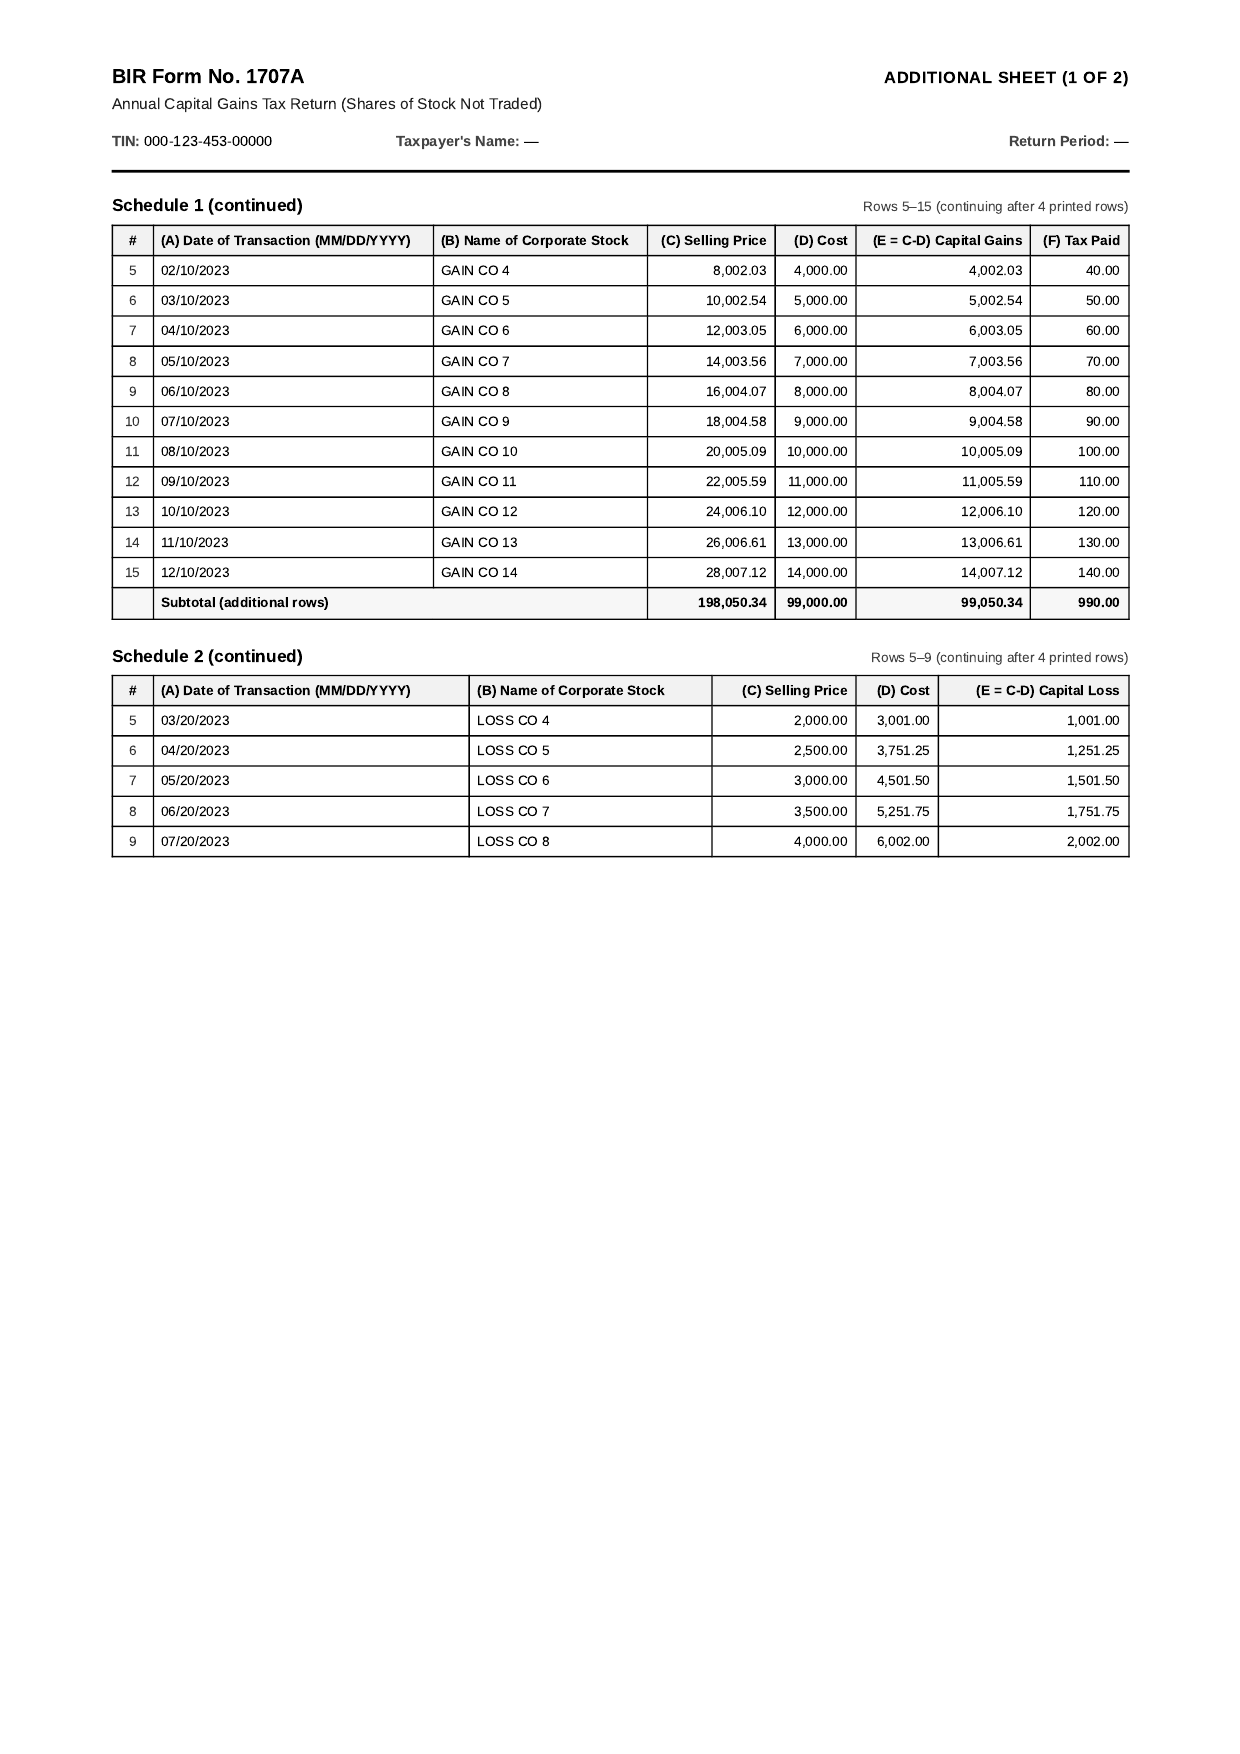 BIR Form No. 1707A
ADDITIONAL SHEET (1 OF 2)
Annual Capital Gains Tax Return (Shares of Stock Not Traded)
TIN: 000-123-453-00000 Taxpayer's Name: — Return Period: —
Schedule 1 (continued) Rows 5–15 (continuing after 4 printed rows)
# (A) Date of Transaction (MM/DD/YYYY) (B) Name of Corporate Stock (C) Selling Price (D) Cost (E = C-D) Capital Gains (F) Tax Paid
5 02/10/2023 GAIN CO 4 8,002.03 4,000.00 4,002.03 40.00
6 03/10/2023 GAIN CO 5 10,002.54 5,000.00 5,002.54 50.00
7 04/10/2023 GAIN CO 6 12,003.05 6,000.00 6,003.05 60.00
8 05/10/2023 GAIN CO 7 14,003.56 7,000.00 7,003.56 70.00
9 06/10/2023 GAIN CO 8 16,004.07 8,000.00 8,004.07 80.00
10 07/10/2023 GAIN CO 9 18,004.58 9,000.00 9,004.58 90.00
11 08/10/2023 GAIN CO 10 20,005.09 10,000.00 10,005.09 100.00
12 09/10/2023 GAIN CO 11 22,005.59 11,000.00 11,005.59 110.00
13 10/10/2023 GAIN CO 12 24,006.10 12,000.00 12,006.10 120.00
14 11/10/2023 GAIN CO 13 26,006.61 13,000.00 13,006.61 130.00
15 12/10/2023 GAIN CO 14 28,007.12 14,000.00 14,007.12 140.00
Subtotal (additional rows) 198,050.34 99,000.00 99,050.34 990.00
Schedule 2 (continued) Rows 5–9 (continuing after 4 printed rows)
# (A) Date of Transaction (MM/DD/YYYY) (B) Name of Corporate Stock (C) Selling Price (D) Cost (E = C-D) Capital Loss
5 03/20/2023 LOSS CO 4 2,000.00 3,001.00 1,001.00
6 04/20/2023 LOSS CO 5 2,500.00 3,751.25 1,251.25
7 05/20/2023 LOSS CO 6 3,000.00 4,501.50 1,501.50
8 06/20/2023 LOSS CO 7 3,500.00 5,251.75 1,751.75
9 07/20/2023 LOSS CO 8 4,000.00 6,002.00 2,002.00